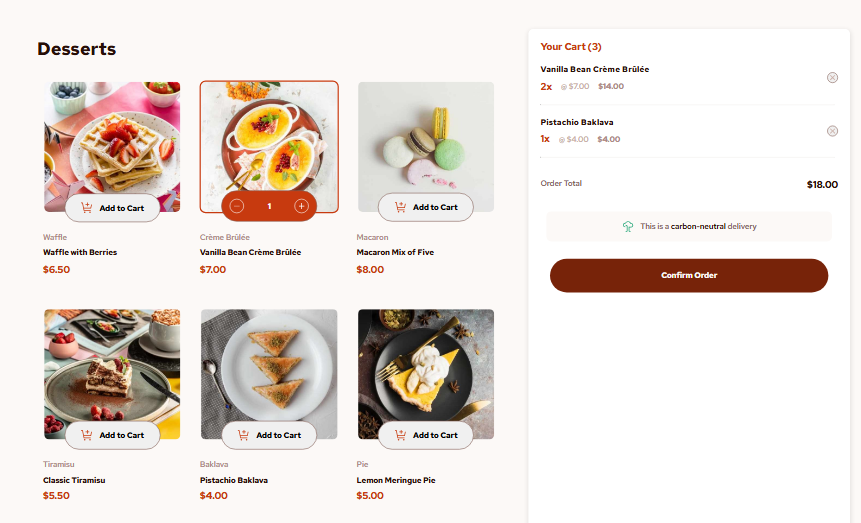 Desserts
Add to Cart
1
Add to Cart
Waffle
Waffle with Berries
$6.50
Crème Brûlée
Vanilla Bean Crème Brûlée
$7.00
Macaron
Macaron Mix of Five
$8.00
Add to Cart
Add to Cart
Add to Cart
Tiramisu
Classic Tiramisu
$5.50
Baklava
Pistachio Baklava
$4.00
Pie
Lemon Meringue Pie
$5.00
Your Cart (3)
Vanilla Bean Crème Brûlée
2x @ $7.00 $14.00
Pistachio Baklava
1x @ $4.00 $4.00
Order Total $18.00
This is a carbon-neutral delivery
Confirm Order